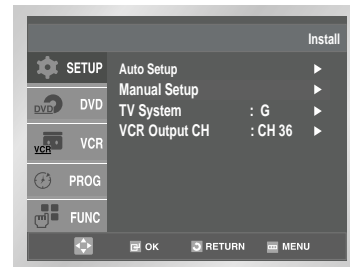 Install
SETUP
DVD DVD
VCR VCR
PROG
FUNC
Auto Setup
Manual Setup
TV System : G
VCR Output CH : CH 36
OK RETURN MENU